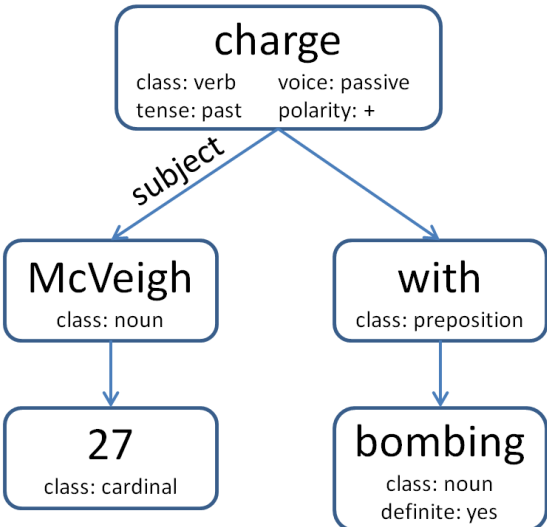 charge
class: verb voice: passive
tense: past polarity: +
subject
McVeigh
class: noun
with
class: preposition
27
class: cardinal
bombing
class: noun
definite: yes